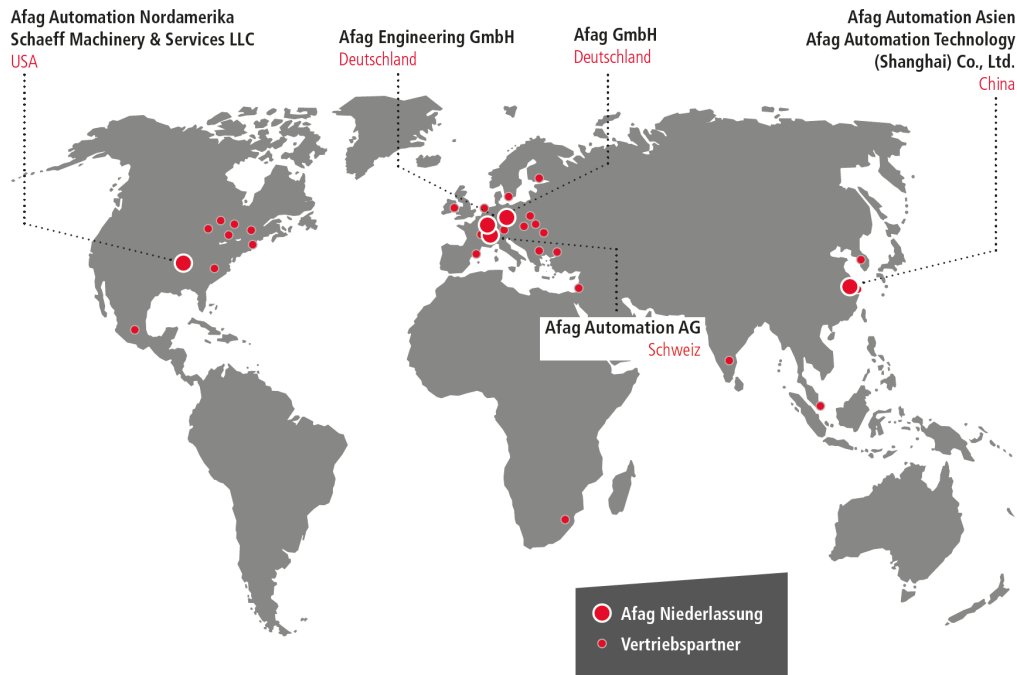 Afag Automation Nordamerika
Schaeff Machinery & Services LLC
USA
Afag Engineering GmbH
Deutschland
Afag GmbH
Deutschland
Afag Automation Asien
Afag Automation Technology
(Shanghai) Co., Ltd.
China
Afag Automation AG
Schweiz
Afag Niederlassung
Vertriebspartner